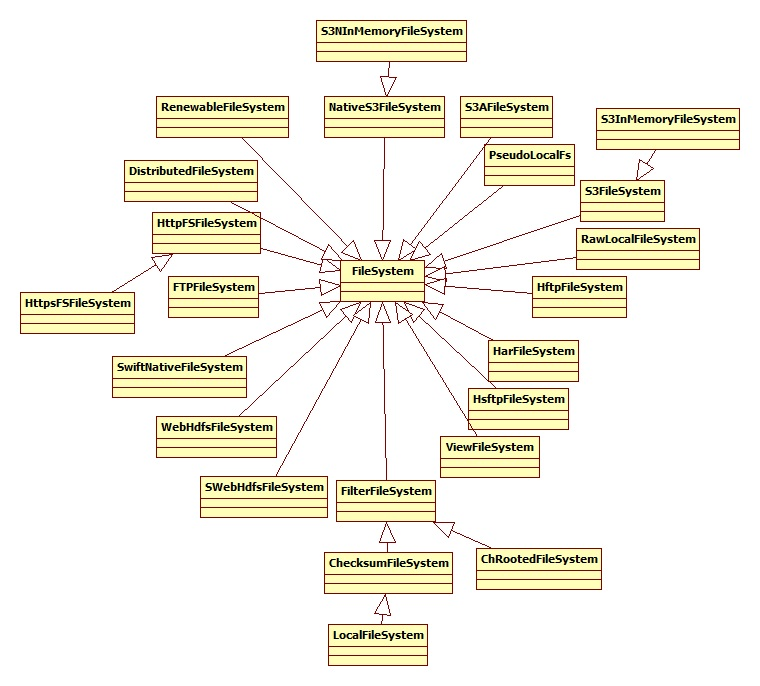 S3NInMemoryFileSystem
RenewableFileSystem
NativeS3FileSystem
S3AFileSystem
S3InMemoryFileSystem
PseudoLocalFs
DistributedFileSystem
S3FileSystem
HttpFSFileSystem
RawLocalFileSystem
FileSystem
FTPFileSystem
HftpFileSystem
HttpsFSFileSystem
HarFileSystem
SwiftNativeFileSystem
HsftpFileSystem
WebHdfsFileSystem
ViewFileSystem
SWebHdfsFileSystem
FilterFileSystem
ChecksumFileSystem
ChRootedFileSystem
LocalFileSystem